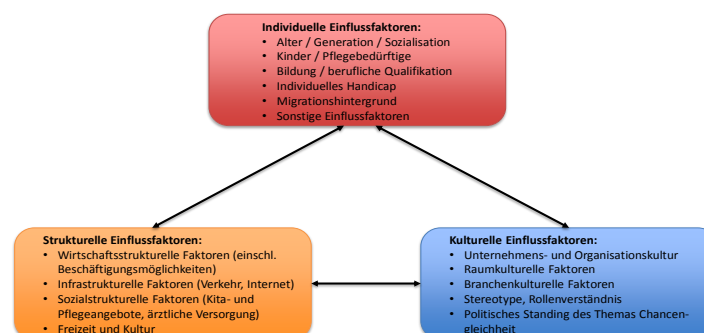 Individuelle Einflussfaktoren:
• Alter / Generation / Sozialisation
• Kinder / Pflegebedürftige
• Bildung / berufliche Qualifikation
• Individuelles Handicap
• Migrationshintergrund
• Sonstige Einflussfaktoren
Strukturelle Einflussfaktoren:
• Wirtschaftsstrukturelle Faktoren (einschl.
Beschäftigungsmöglichkeiten)
• Infrastrukturelle Faktoren (Verkehr, Internet)
• Sozialstrukturelle Faktoren (Kita- und
Pflegeangebote, ärztliche Versorgung)
• Freizeit und Kultur
Kulturelle Einflussfaktoren:
• Unternehmens- und Organisationskultur
• Raumkulturelle Faktoren
• Branchenkulturelle Faktoren
• Stereotype, Rollenverständnis
• Politisches Standing des Themas Chancen-
gleichheit